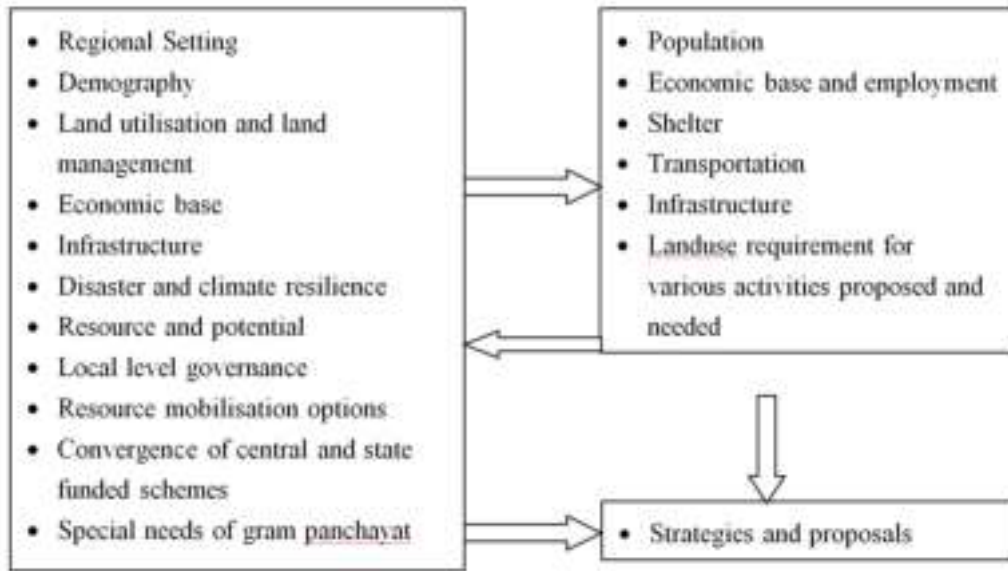 • Regional Setting
• Demography
• Land utilisation and land
management
• Economic base
• Infrastructure
• Disaster and climate resilience
• Resource and potential
• Local level governance
• Resource mobilisation options
• Convergence of central and state
funded schemes
• Special needs of gram panchayat
• Population
• Economic base and employment
• Shelter
• Transportation
• Infrastructure
• Landuse requirement for
various activities proposed and
needed
• Strategies and proposals